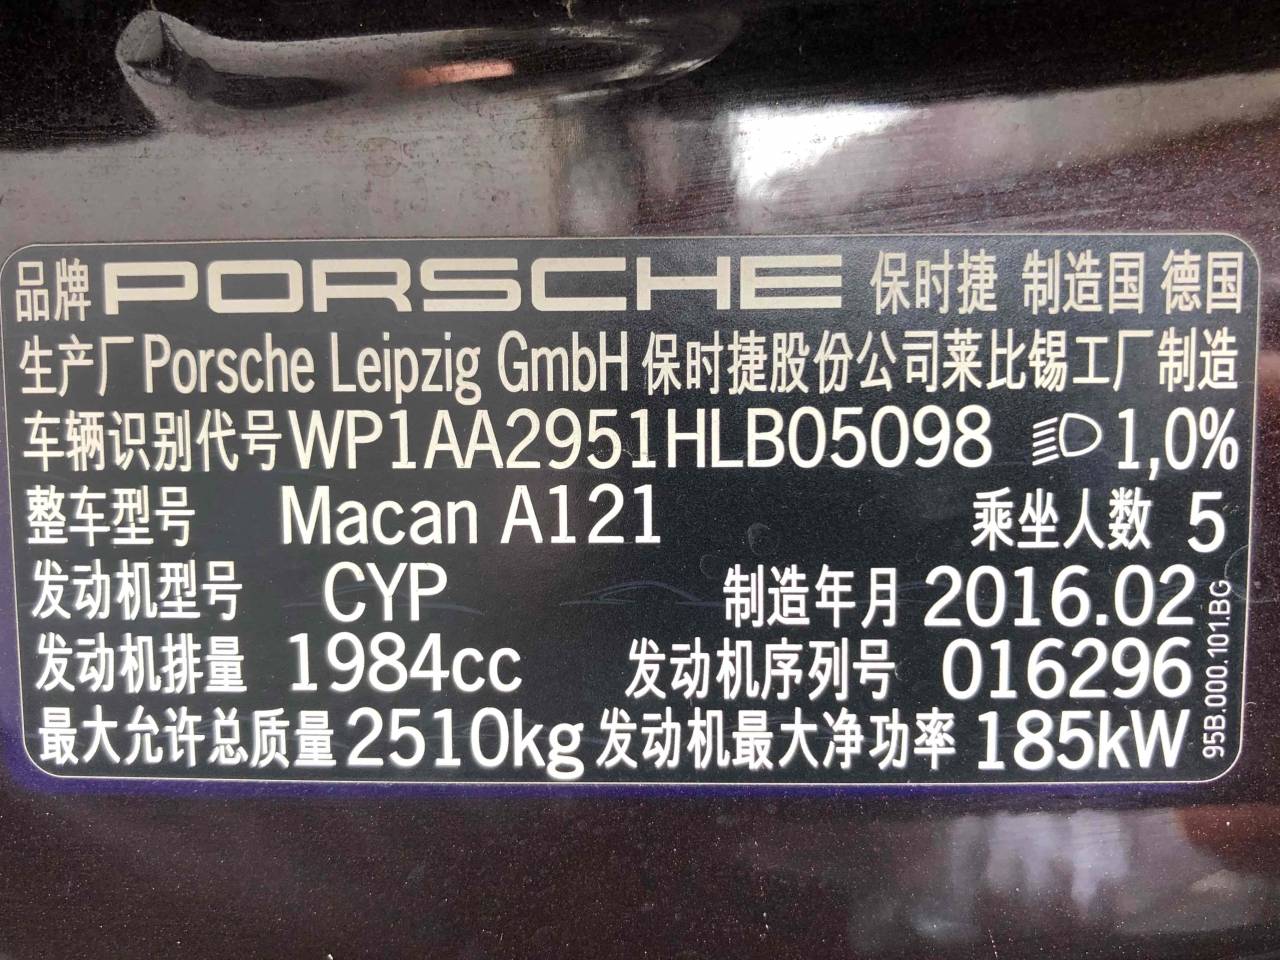 品牌 PORSCHE 保时捷 制造国 德国
生产厂 Porsche Leipzig GmbH 保时捷股份公司莱比锡工厂制造
车辆识别代号 WP1AA2951HLB05098 1,0%
整车型号 Macan A121 乘坐人数 5
发动机型号 CYP 制造年月 2016.02
发动机排量 1984cc 发动机序列号 016296
最大允许总质量 2510kg 发动机最大净功率 185kW
95B.000.101.BG